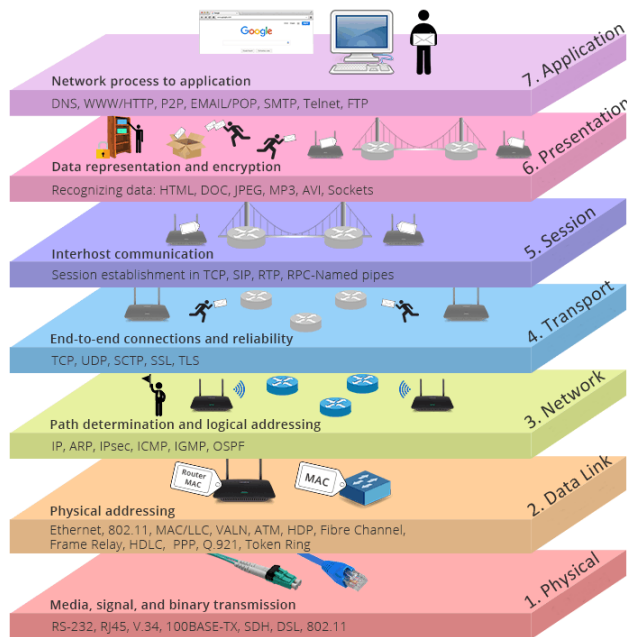 Google
7. Application
Network process to application
DNS, WWW/HTTP, P2P, EMAIL/POP, SMTP, Telnet, FTP
6. Presentation
Data representation and encryption
Recognizing data: HTML, DOC, JPEG, MP3, AVI, Sockets
5. Session
Interhost communication
Session establishment in TCP, SIP, RTP, RPC-Named pipes
4. Transport
End-to-end connections and reliability
TCP, UDP, SCTP, SSL, TLS
3. Network
Path determination and logical addressing
IP, ARP, IPsec, ICMP, IGMP, OSPF
Router
MAC
MAC
2. Data Link
Physical addressing
Ethernet, 802.11, MAC/LLC, VALN, ATM, HDP, Fibre Channel,
Frame Relay, HDLC, PPP, Q.921, Token Ring
1. Physical
Media, signal, and binary transmission
RS-232, RJ45, V.34, 100BASE-TX, SDH, DSL, 802.11